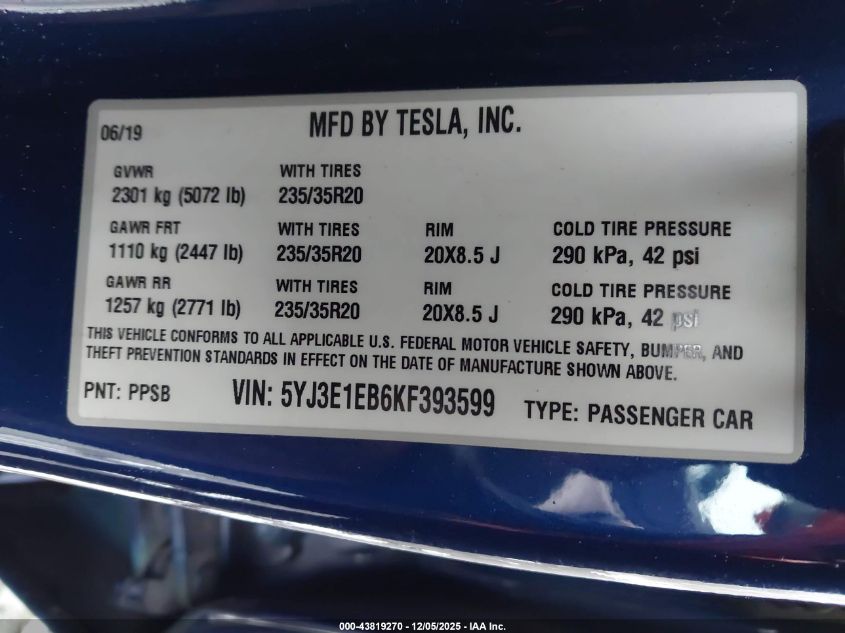 06/19 MFD BY TESLA, INC.
GVWR WITH TIRES
2301 kg (5072 lb) 235/35R20
GAWR FRT WITH TIRES RIM COLD TIRE PRESSURE
1110 kg (2447 lb) 235/35R20 20X8.5 J 290 kPa, 42 psi
GAWR RR WITH TIRES RIM COLD TIRE PRESSURE
1257 kg (2771 lb) 235/35R20 20X8.5 J 290 kPa, 42 psi
THIS VEHICLE CONFORMS TO ALL APPLICABLE U.S. FEDERAL MOTOR VEHICLE SAFETY, BUMPER, AND
THEFT PREVENTION STANDARDS IN EFFECT ON THE DATE OF MANUFACTURE SHOWN ABOVE.
PNT: PPSB VIN: 5YJ3E1EB6KF393599 TYPE: PASSENGER CAR
000-43819270 - 12/05/2025 - IAA Inc.